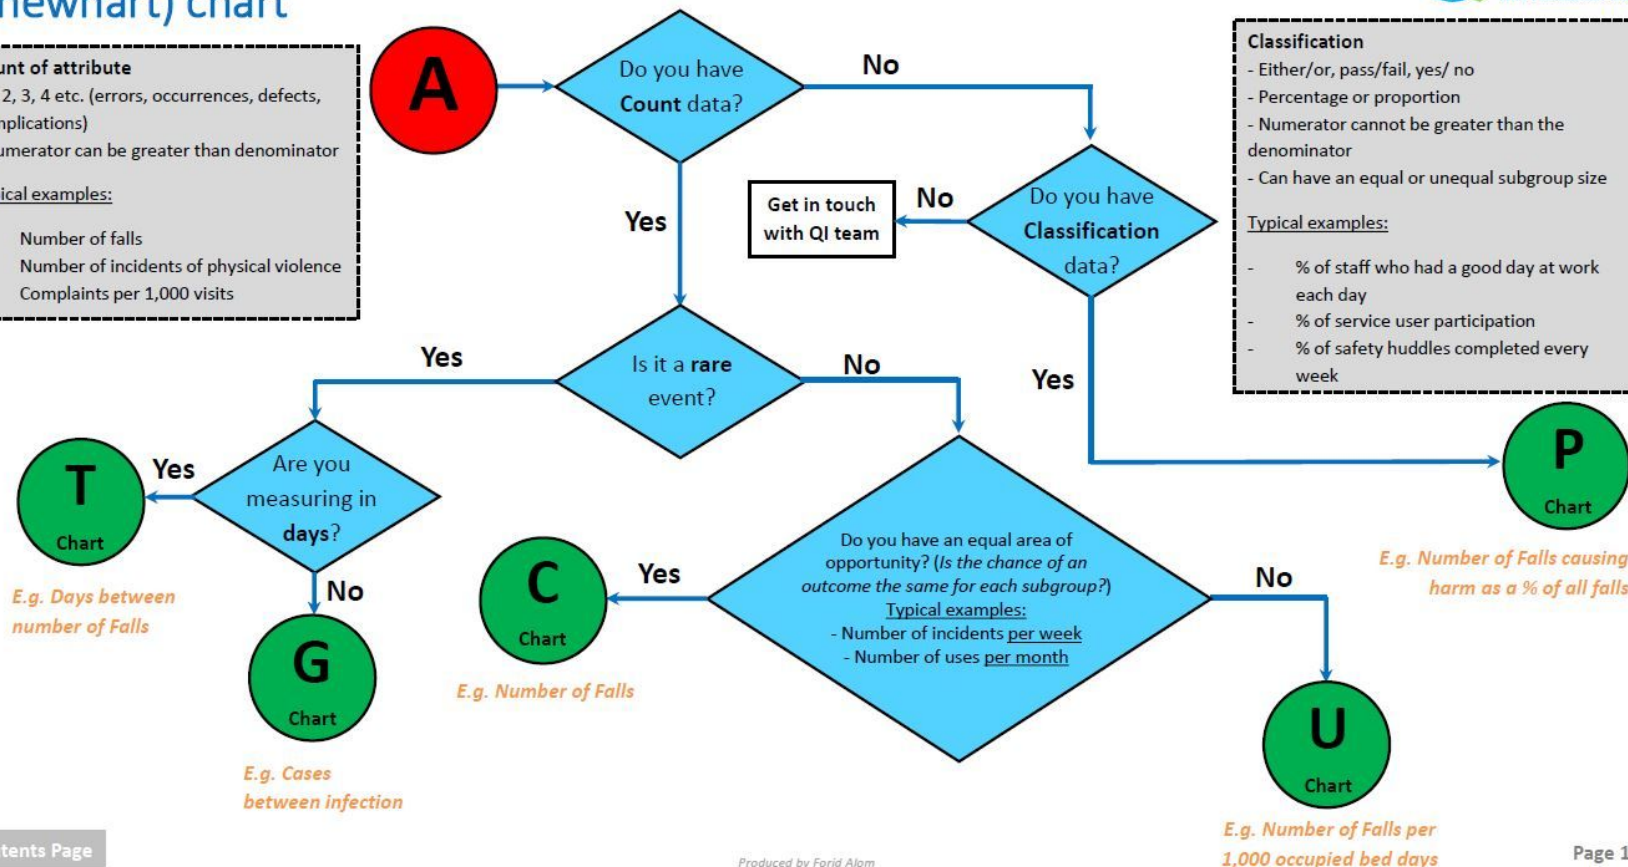 newhart) chart
unt of attribute
2, 3, 4 etc. (errors, occurrences, defects,
mplications)
umerator can be greater than denominator
ical examples:
Number of falls
Number of incidents of physical violence
Complaints per 1,000 visits
A
Do you have
Count data?
No
Yes
Classification
- Either/or, pass/fail, yes/ no
- Percentage or proportion
- Numerator cannot be greater than the
denominator
- Can have an equal or unequal subgroup size
Typical examples:
- % of staff who had a good day at work
each day
- % of service user participation
- % of safety huddles completed every
week
Do you have
Classification
data?
No
Get in touch
with QI team
Yes
Is it a rare
event?
Yes
No
Are you
measuring in
days?
Yes
T
Chart
E.g. Days between
number of Falls
No
G
Chart
E.g. Cases
between infection
Do you have an equal area of
opportunity? (Is the chance of an
outcome the same for each subgroup?)
Typical examples:
- Number of incidents per week
- Number of uses per month
Yes
C
Chart
E.g. Number of Falls
No
U
Chart
E.g. Number of Falls per
1,000 occupied bed days
P
Chart
E.g. Number of Falls causing
harm as a % of all falls
tents Page
Produced by Forid Alom
Page 1